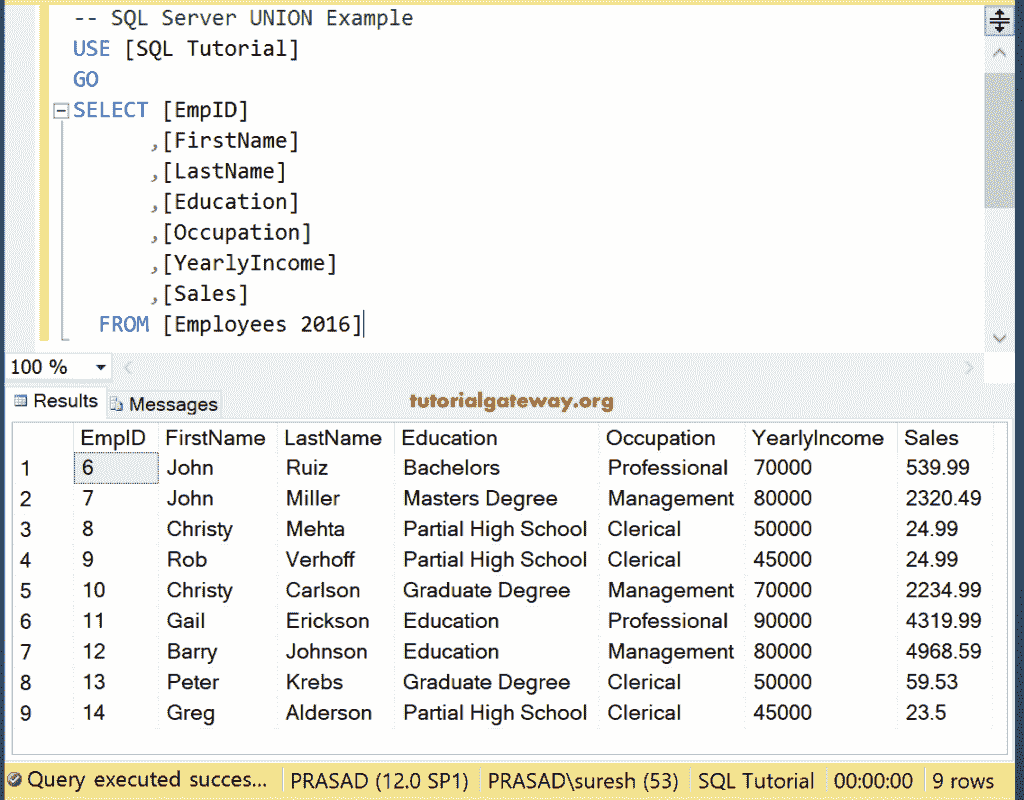 -- SQL Server UNION Example
USE [SQL Tutorial]
GO
SELECT [EmpID]
,[FirstName]
,[LastName]
,[Education]
,[Occupation]
,[YearlyIncome]
,[Sales]
FROM [Employees 2016]
100 %
Results Messages tutorialgateway.org
EmpID FirstName LastName Education Occupation YearlyIncome Sales
1 6 John Ruiz Bachelors Professional 70000 539.99
2 7 John Miller Masters Degree Management 80000 2320.49
3 8 Christy Mehta Partial High School Clerical 50000 24.99
4 9 Rob Verhoff Partial High School Clerical 45000 24.99
5 10 Christy Carlson Graduate Degree Management 70000 2234.99
6 11 Gail Erickson Education Professional 90000 4319.99
7 12 Barry Johnson Education Management 80000 4968.59
8 13 Peter Krebs Graduate Degree Clerical 50000 59.53
9 14 Greg Alderson Partial High School Clerical 45000 23.5
Query executed succes... PRASAD (12.0 SP1) PRASAD\suresh (53) SQL Tutorial 00:00:00 9 rows